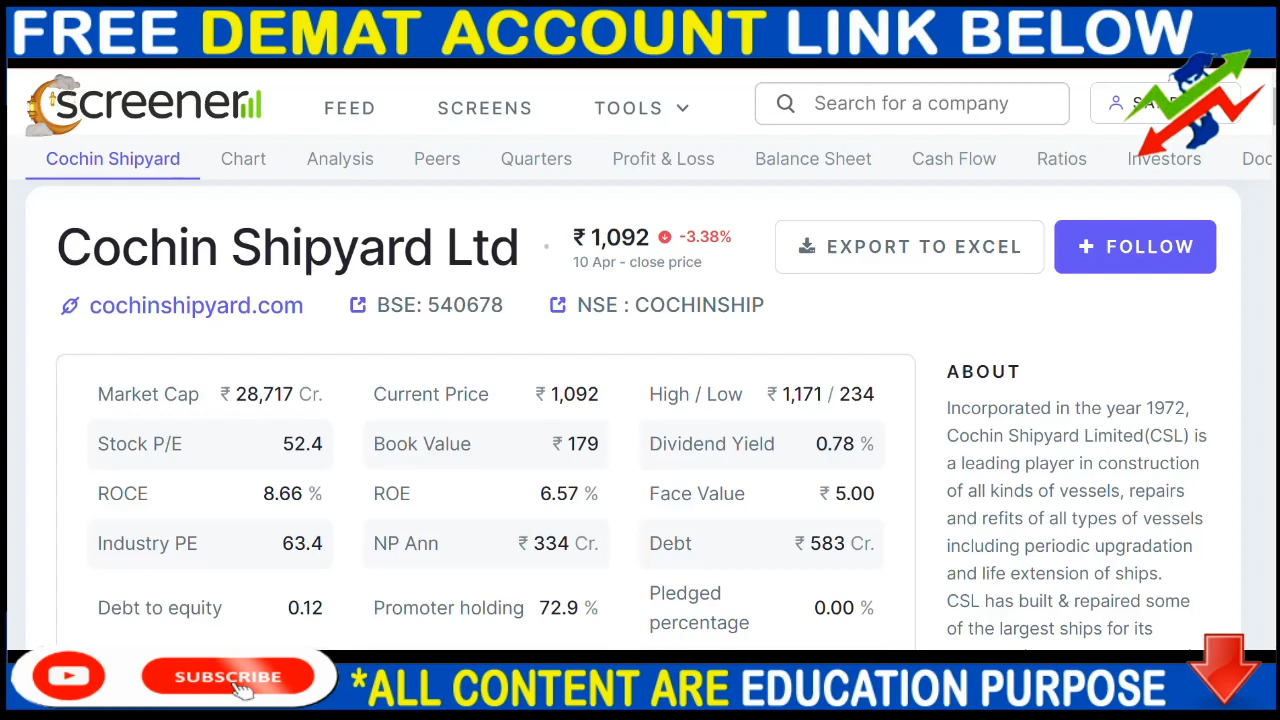 FREE DEMAT ACCOUNT LINK BELOW
screener
FEED SCREENS TOOLS
Search for a company
Cochin Shipyard Chart Analysis Peers Quarters Profit & Loss Balance Sheet Cash Flow Ratios Investors
Cochin Shipyard Ltd
₹ 1,092 -3.38%
10 Apr - close price
EXPORT TO EXCEL
+ FOLLOW
cochinshipyard.com BSE: 540678 NSE : COCHINSHIP
Market Cap ₹ 28,717 Cr. Current Price ₹ 1,092 High / Low ₹ 1,171 / 234
Stock P/E 52.4 Book Value ₹ 179 Dividend Yield 0.78 %
ROCE 8.66 % ROE 6.57 % Face Value ₹ 5.00
Industry PE 63.4 NP Ann ₹ 334 Cr. Debt ₹ 583 Cr.
Debt to equity 0.12 Promoter holding 72.9 % Pledged percentage 0.00 %
ABOUT
Incorporated in the year 1972,
Cochin Shipyard Limited(CSL) is
a leading player in construction
of all kinds of vessels, repairs
and refits of all types of vessels
including periodic upgradation
and life extension of ships.
CSL has built & repaired some
of the largest ships for its
SUBSCRIBE
*ALL CONTENT ARE EDUCATION PURPOSE